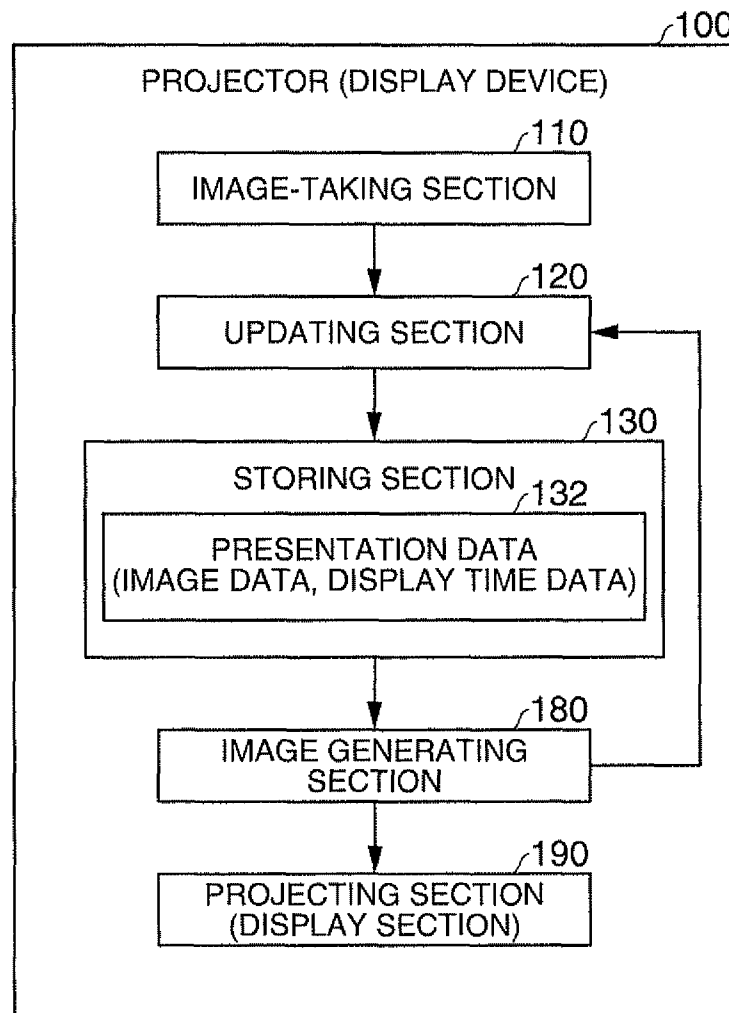 100
PROJECTOR (DISPLAY DEVICE)
110
IMAGE-TAKING SECTION
120
UPDATING SECTION
130
STORING SECTION
132
PRESENTATION DATA
(IMAGE DATA, DISPLAY TIME DATA)
180
IMAGE GENERATING
SECTION
190
PROJECTING SECTION
(DISPLAY SECTION)